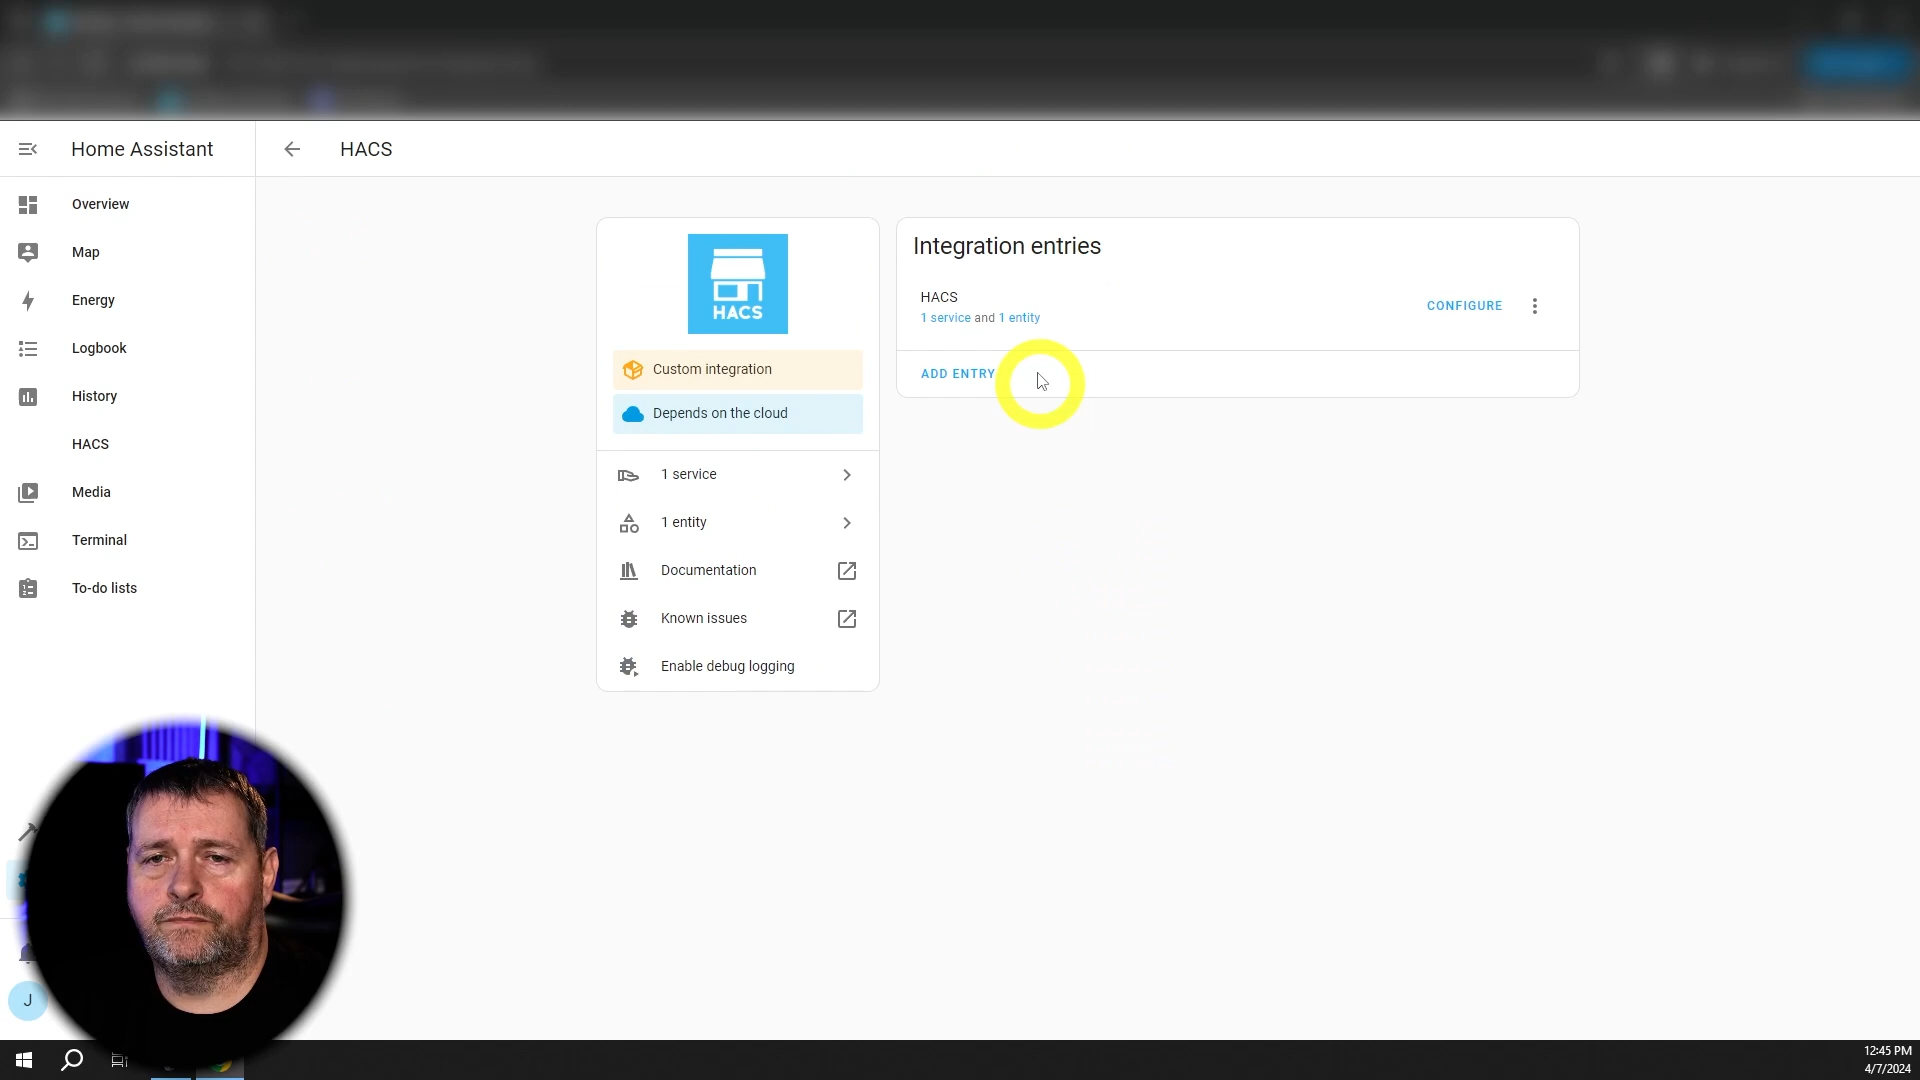 Home Assistant
HACS
Overview
Map
Energy
Logbook
History
HACS
Media
Terminal
To-do lists
J
HACS
Custom integration
Depends on the cloud
1 service
1 entity
Documentation
Known issues
Enable debug logging
Integration entries
HACS
1 service and 1 entity
CONFIGURE
ADD ENTRY
12:45 PM
4/7/2024